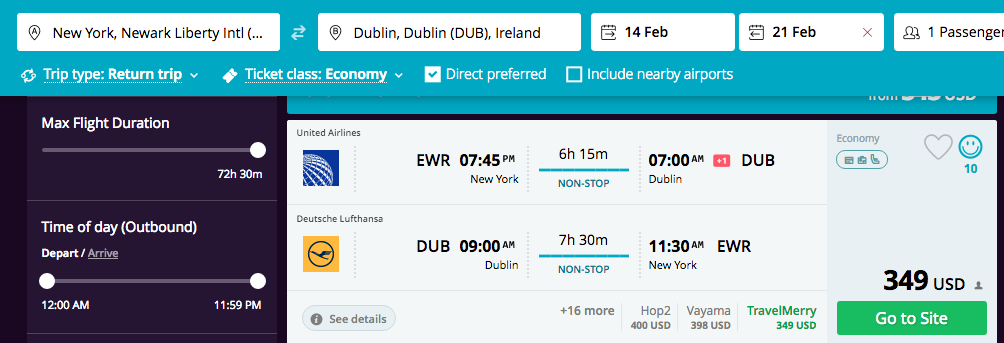 New York, Newark Liberty Intl (...
Dublin, Dublin (DUB), Ireland
14 Feb
21 Feb
1 Passenger
Trip type: Return trip
Ticket class: Economy
Direct preferred
Include nearby airports
Max Flight Duration
72h 30m
Time of day (Outbound)
Depart / Arrive
12:00 AM
11:59 PM
from 345 USD
United Airlines
EWR 07:45 PM
New York
6h 15m
NON-STOP
07:00 AM +1 DUB
Dublin
Deutsche Lufthansa
DUB 09:00 AM
Dublin
7h 30m
NON-STOP
11:30 AM EWR
New York
See details
+16 more
Hop2
400 USD
Vayama
398 USD
TravelMerry
349 USD
Economy
10
349 USD
Go to Site